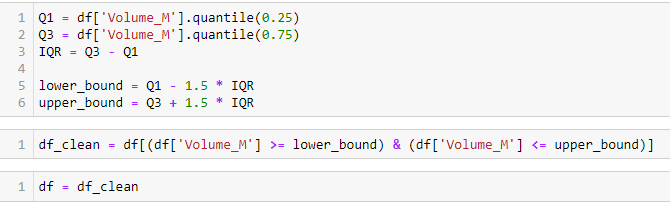 1 Q1 = df['Volume_M'].quantile(0.25)
2 Q3 = df['Volume_M'].quantile(0.75)
3 IQR = Q3 - Q1
4
5 lower_bound = Q1 - 1.5 * IQR
6 upper_bound = Q3 + 1.5 * IQR
1 df_clean = df[(df['Volume_M'] >= lower_bound) & (df['Volume_M'] <= upper_bound)]
1 df = df_clean